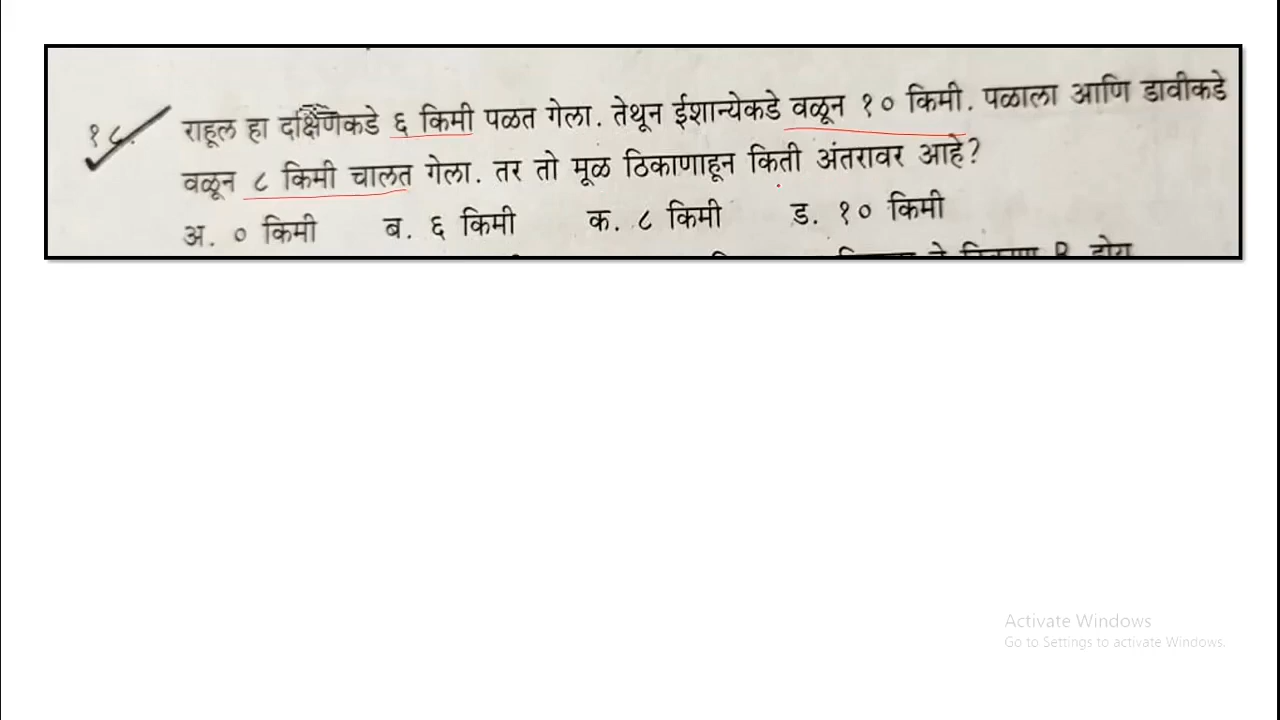 १८. राहूल हा दक्षिणेकडे ६ किमी पळत गेला. तेथून ईशान्येकडे वळून १० किमी. पळाला आणि डावीकडे
वळून ८ किमी चालत गेला. तर तो मूळ ठिकाणाहून किती अंतरावर आहे?
अ. ० किमी ब. ६ किमी क. ८ किमी ड. १० किमी
Activate Windows
Go to Settings to activate Windows.